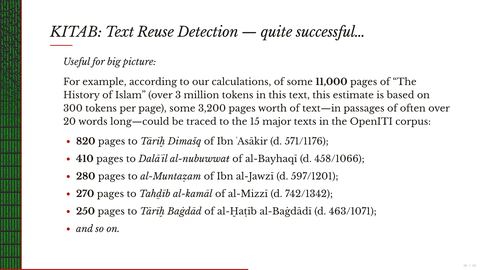 KITAB: Text Reuse Detection — quite successful...
Useful for big picture:
For example, according to our calculations, of some 11,000 pages of “The
History of Islam” (over 3 million tokens in this text, this estimate is based on
300 tokens per page), some 3,200 pages worth of text—in passages of often over
20 words long—could be traced to the 15 major texts in the OpenITI corpus:
• 820 pages to Tārīḫ Dimašq of Ibn ʿAsākir (d. 571/1176);
• 410 pages to Dalāʾil al-nubuwwaŧ of al-Bayhaqī (d. 458/1066);
• 280 pages to al-Muntaẓam of Ibn al-Jawzī (d. 597/1201);
• 270 pages to Tahḏīb al-kamāl of al-Mizzī (d. 742/1342);
• 250 pages to Tārīḫ Baġdād of al-Ḫaṭīb al-Baġdādī (d. 463/1071);
• and so on.